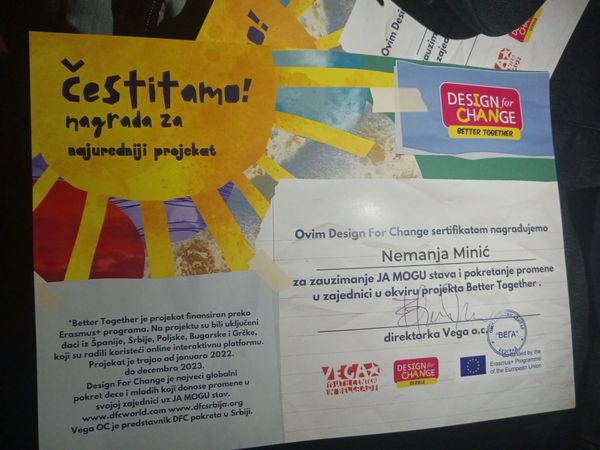 Čestitamo!
nagrada za
najuredniji projekat
DESIGN for
CHANGE
BETTER TOGETHER
Ovim Design For Change sertifikatom nagrađujemo
Nemanja Minić
za zauzimanje JA MOGU stava i pokretanje promene
u zajednici u okviru projekta Better Together .
direktorka Vega o.c.
"ВЕГА"
VEGA
YOUTH CENTER
IN BELGRADE
DESIGN for
CHANGE
SERBIA
Co-funded by the
Erasmus+ Programme
of the European Union
"Better Together je projekat finansiran preko
Erasmus+ programa. Na projektu su bili uključeni
đaci iz Španije, Srbije, Poljske, Bugarske i Grčke,
koji su radili koristeći online interaktivnu platformu.
Projekat je trajao od januara 2022.
do decembra 2023.
Design For Change je najveći globalni
pokret dece i mladih koji donose promene u
svojoj zajednici uz JA MOGU stav.
www.dfcworld.com www.dfcsrbija.org
Vega OC je predstavnik DFC pokreta u Srbiji.
Ovim Design For
za zauzimanje
u zajed